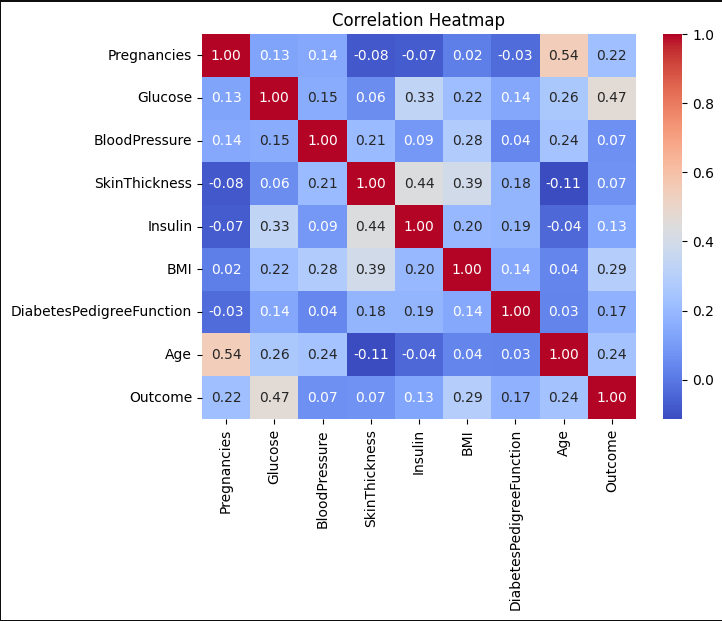 Correlation Heatmap
Pregnancies 1.00 0.13 0.14 -0.08 -0.07 0.02 -0.03 0.54 0.22
Glucose 0.13 1.00 0.15 0.06 0.33 0.22 0.14 0.26 0.47
BloodPressure 0.14 0.15 1.00 0.21 0.09 0.28 0.04 0.24 0.07
SkinThickness -0.08 0.06 0.21 1.00 0.44 0.39 0.18 -0.11 0.07
Insulin -0.07 0.33 0.09 0.44 1.00 0.20 0.19 -0.04 0.13
BMI 0.02 0.22 0.28 0.39 0.20 1.00 0.14 0.04 0.29
DiabetesPedigreeFunction -0.03 0.14 0.04 0.18 0.19 0.14 1.00 0.03 0.17
Age 0.54 0.26 0.24 -0.11 -0.04 0.04 0.03 1.00 0.24
Outcome 0.22 0.47 0.07 0.07 0.13 0.29 0.17 0.24 1.00
Pregnancies
Glucose
BloodPressure
SkinThickness
Insulin
BMI
DiabetesPedigreeFunction
Age
Outcome
1.0
0.8
0.6
0.4
0.2
0.0